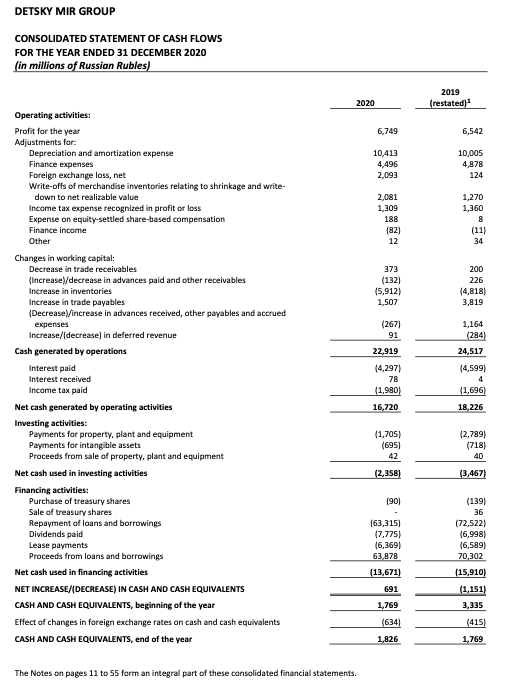 DETSKY MIR GROUP
CONSOLIDATED STATEMENT OF CASH FLOWS
FOR THE YEAR ENDED 31 DECEMBER 2020
(in millions of Russian Rubles)
2020 2019 (restated)¹
Operating activities:
Profit for the year 6,749 6,542
Adjustments for:
Depreciation and amortization expense 10,413 10,005
Finance expenses 4,496 4,878
Foreign exchange loss, net 2,093 124
Write-offs of merchandise inventories relating to shrinkage and write-
down to net realizable value 2,081 1,270
Income tax expense recognized in profit or loss 1,309 1,360
Expense on equity-settled share-based compensation 188 8
Finance income (82) (11)
Other 12 34
Changes in working capital:
Decrease in trade receivables 373 200
(Increase)/decrease in advances paid and other receivables (132) 226
Increase in inventories (5,912) (4,818)
Increase in trade payables 1,507 3,819
(Decrease)/increase in advances received, other payables and accrued
expenses (267) 1,164
Increase/(decrease) in deferred revenue 91 (284)
Cash generated by operations 22,919 24,517
Interest paid (4,297) (4,599)
Interest received 78 4
Income tax paid (1,980) (1,696)
Net cash generated by operating activities 16,720 18,226
Investing activities:
Payments for property, plant and equipment (1,705) (2,789)
Payments for intangible assets (695) (718)
Proceeds from sale of property, plant and equipment 42 40
Net cash used in investing activities (2,358) (3,467)
Financing activities:
Purchase of treasury shares (90) (139)
Sale of treasury shares - 36
Repayment of loans and borrowings (63,315) (72,522)
Dividends paid (7,775) (6,998)
Lease payments (6,369) (6,589)
Proceeds from loans and borrowings 63,878 70,302
Net cash used in financing activities (13,671) (15,910)
NET INCREASE/(DECREASE) IN CASH AND CASH EQUIVALENTS 691 (1,151)
CASH AND CASH EQUIVALENTS, beginning of the year 1,769 3,335
Effect of changes in foreign exchange rates on cash and cash equivalents (634) (415)
CASH AND CASH EQUIVALENTS, end of the year 1,826 1,769
The Notes on pages 11 to 55 form an integral part of these consolidated financial statements.